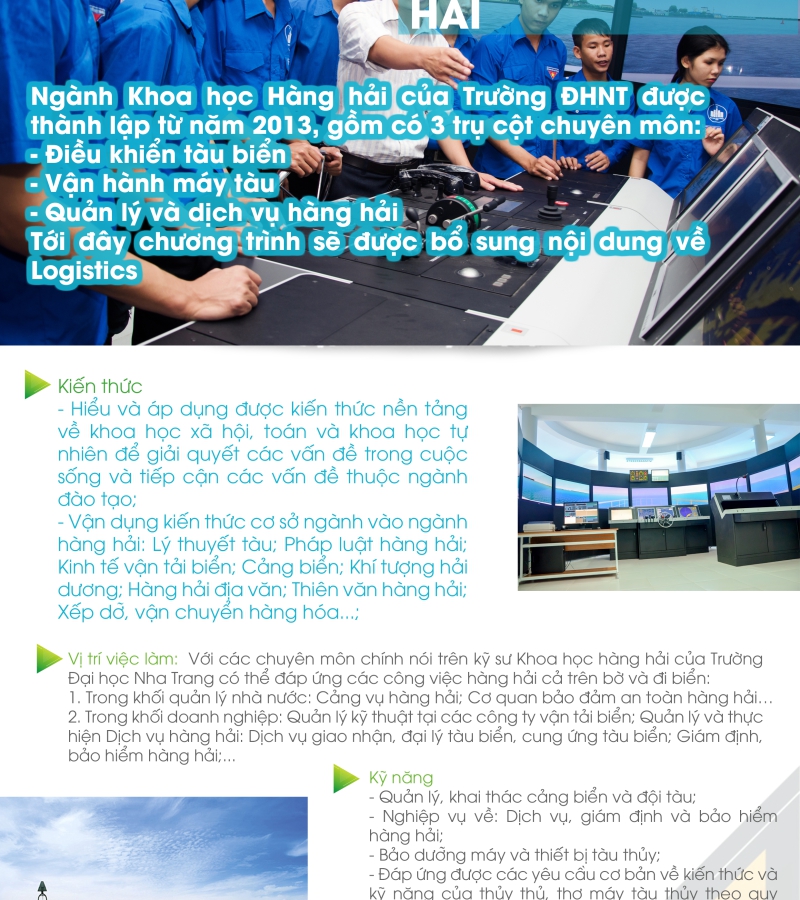 HẢI
Ngành Khoa học Hàng hải của Trường ĐHNT được
thành lập từ năm 2013, gồm có 3 trụ cột chuyên môn:
- Điều khiển tàu biển
- Vận hành máy tàu
- Quản lý và dịch vụ hàng hải
Tới đây chương trình sẽ được bổ sung nội dung về
Logistics
Kiến thức
- Hiểu và áp dụng được kiến thức nền tảng
về khoa học xã hội, toán và khoa học tự
nhiên để giải quyết các vấn đề trong cuộc
sống và tiếp cận các vấn đề thuộc ngành
đào tạo;
- Vận dụng kiến thức cơ sở ngành vào ngành
hàng hải: Lý thuyết tàu; Pháp luật hàng hải;
Kinh tế vận tải biển; Cảng biển; Khí tượng hải
dương; Hàng hải địa văn; Thiên văn hàng hải;
Xếp dỡ, vận chuyển hàng hóa...;
Vị trí việc làm: Với các chuyên môn chính nói trên kỹ sư Khoa học hàng hải của Trường
Đại học Nha Trang có thể đáp ứng các công việc hàng hải cả trên bờ và đi biển:
1. Trong khối quản lý nhà nước: Cảng vụ hàng hải; Cơ quan bảo đảm an toàn hàng hải...
2. Trong khối doanh nghiệp: Quản lý kỹ thuật tại các công ty vận tải biển; Quản lý và thực
hiện Dịch vụ hàng hải: Dịch vụ giao nhận, đại lý tàu biển, cung ứng tàu biển; Giám định,
bảo hiểm hàng hải;...
Kỹ năng
- Quản lý, khai thác cảng biển và đội tàu;
- Nghiệp vụ về: Dịch vụ, giám định và bảo hiểm
hàng hải;
- Bảo dưỡng máy và thiết bị tàu thủy;
- Đáp ứng được các yêu cầu cơ bản về kiến thức và
kỹ năng của thủy thủ, thợ máy tàu thủy theo quy